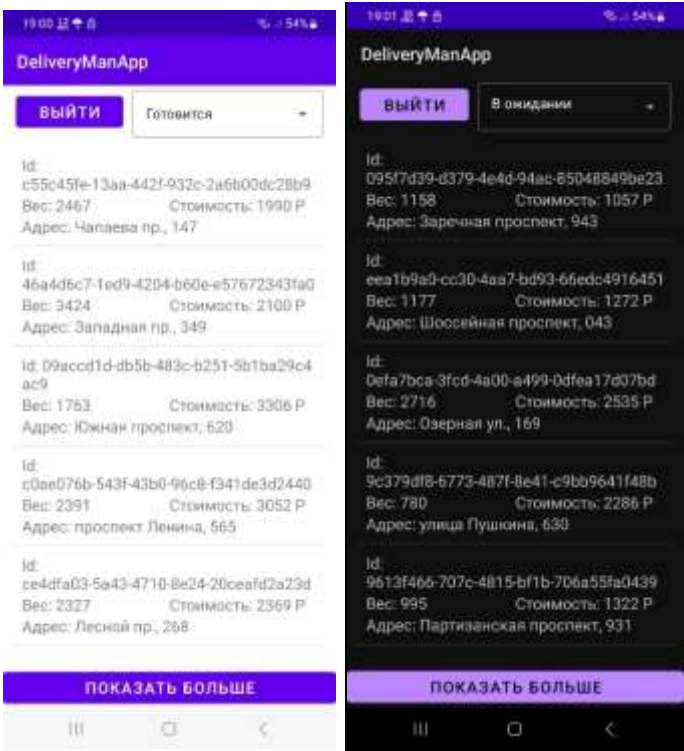 19:00
54%
DeliveryManApp
ВЫЙТИ
Готовится
Id:
c55c45fe-13aa-442f-932c-2a6b00dc28b9
Вес: 2467 Стоимость: 1990 Р
Адрес: Чапаева пр., 147
Id:
46a4d6c7-1ed9-4204-b60e-e57672343fa0
Вес: 3424 Стоимость: 2100 Р
Адрес: Западная пр., 349
Id: 09accd1d-db5b-483c-b251-5b1ba29c4
ac9
Вес: 1763 Стоимость: 3306 Р
Адрес: Южная проспект, 620
Id:
c0ae076b-543f-43b0-96c8-f341de3d2440
Вес: 2391 Стоимость: 3052 Р
Адрес: проспект Ленина, 565
Id:
ce4dfa03-5a43-4710-8e24-20ceafd2a23d
Вес: 2327 Стоимость: 2369 Р
Адрес: Лесной пр., 268
ПОКАЗАТЬ БОЛЬШЕ
19:01
54%
DeliveryManApp
ВЫЙТИ
В ожидании
Id:
095f7d39-d379-4e4d-94ac-85048849be23
Вес: 1158 Стоимость: 1057 Р
Адрес: Заречная проспект, 943
Id:
eea1b9a0-cc30-4aa7-bd93-66edc4916451
Вес: 1177 Стоимость: 1272 Р
Адрес: Шоссейная проспект, 043
Id:
0efa7bca-3fcd-4a00-a499-0dfea17d07bd
Вес: 2716 Стоимость: 2535 Р
Адрес: Озерная ул., 169
Id:
9c379df8-6773-487f-8e41-c9bb9641f48b
Вес: 780 Стоимость: 2286 Р
Адрес: улица Пушкина, 630
Id:
9613f466-707c-4815-bf1b-706a55fa0439
Вес: 995 Стоимость: 1322 Р
Адрес: Партизанская проспект, 931
ПОКАЗАТЬ БОЛЬШЕ